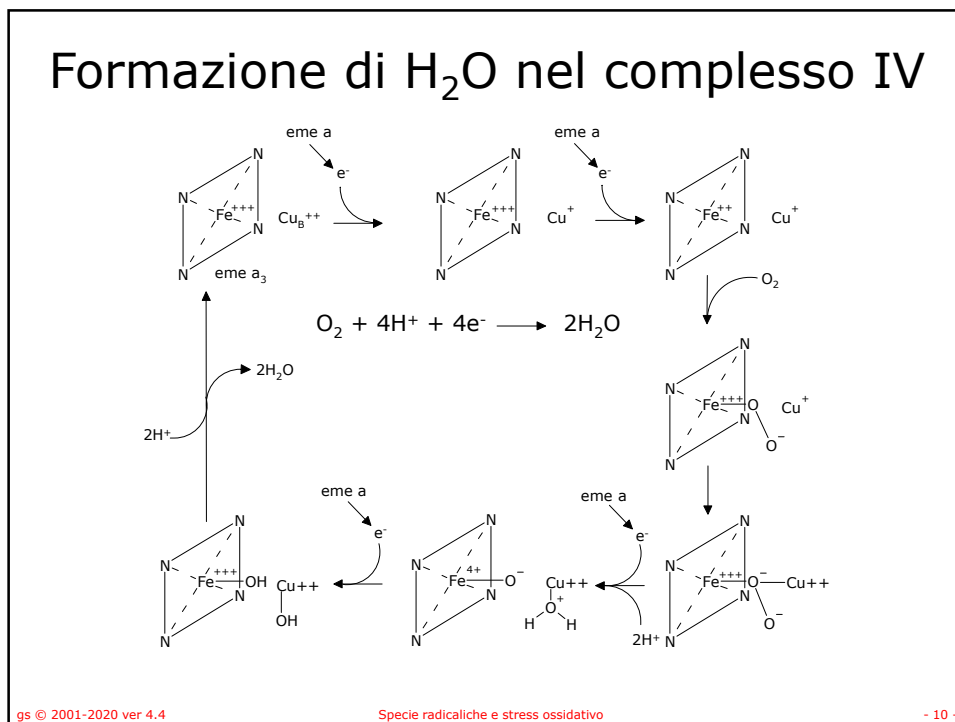 Formazione di H₂O nel complesso IV
eme a
e⁻
eme a
e⁻
N N N N Fe⁺⁺⁺ Cu_B⁺⁺
eme a₃
N N N N Fe⁺⁺⁺ Cu⁺
N N N N Fe⁺⁺ Cu⁺
O₂
O₂ + 4H⁺ + 4e⁻ → 2H₂O
2H₂O
2H⁺
N N N N Fe⁺⁺⁺ O O⁻ Cu⁺
eme a
e⁻
eme a
e⁻
N N N N Fe⁺⁺⁺ OH Cu++ OH
N N N N Fe⁴⁺ O⁻ Cu++ O⁺ H H
2H⁺
N N N N Fe⁺⁺⁺ O⁻ Cu++ O⁻
gs © 2001-2020 ver 4.4
Specie radicaliche e stress ossidativo
- 10 -